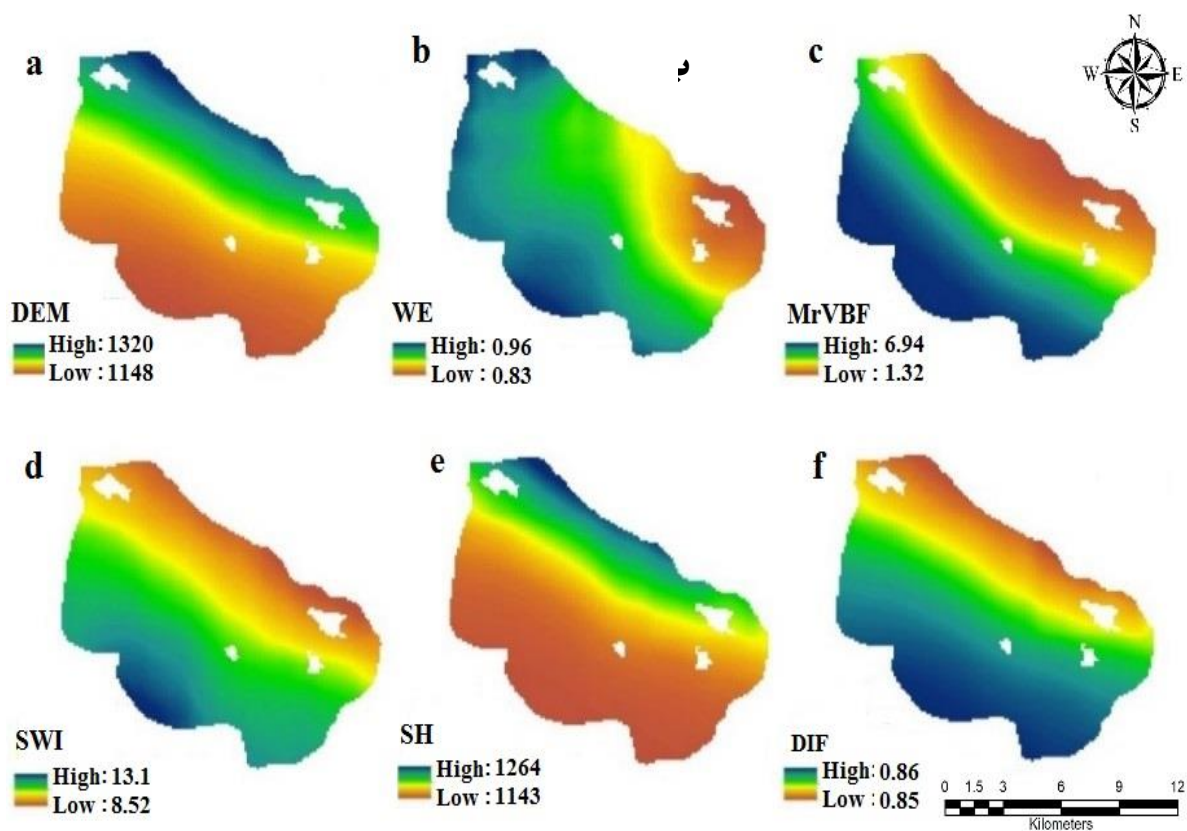 a
b
و
c
N
W E
S
DEM
High: 1320
Low : 1148
WE
High: 0.96
Low : 0.83
MrVBF
High: 6.94
Low : 1.32
d
e
f
SWI
High: 13.1
Low : 8.52
SH
High: 1264
Low : 1143
DIF
High: 0.86
Low : 0.85
0 1.5 3 6 9 12
Kilometers